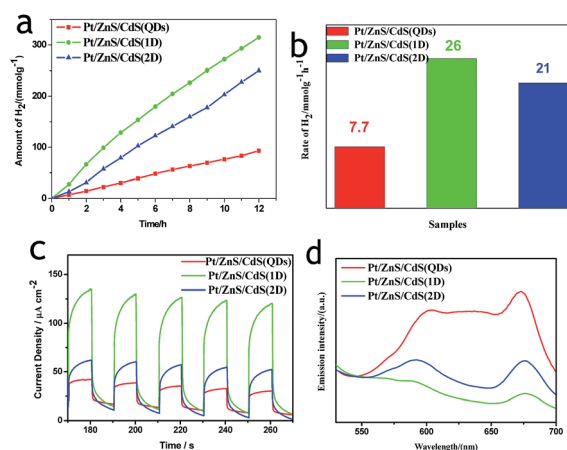 a
Pt/ZnS/CdS(QDs)
Pt/ZnS/CdS(1D)
Pt/ZnS/CdS(2D)
Amount of H2/(mmolg-1)
300
200
100
0
0 2 4 6 8 10 12
Time/h
b
Pt/ZnS/CdS(QDs)
Pt/ZnS/CdS(1D)
Pt/ZnS/CdS(2D)
26
21
7.7
Rate of H2/mmolg-1h-1
Samples
c
Pt/ZnS/CdS(QDs)
Pt/ZnS/CdS(1D)
Pt/ZnS/CdS(2D)
Current Density / μA cm-2
150
125
100
75
50
25
0
180 200 220 240 260
Time / s
d
Pt/ZnS/CdS(QDs)
Pt/ZnS/CdS(1D)
Pt/ZnS/CdS(2D)
Emission intensity/(a.u.)
550 600 650 700
Wavelength/(nm)